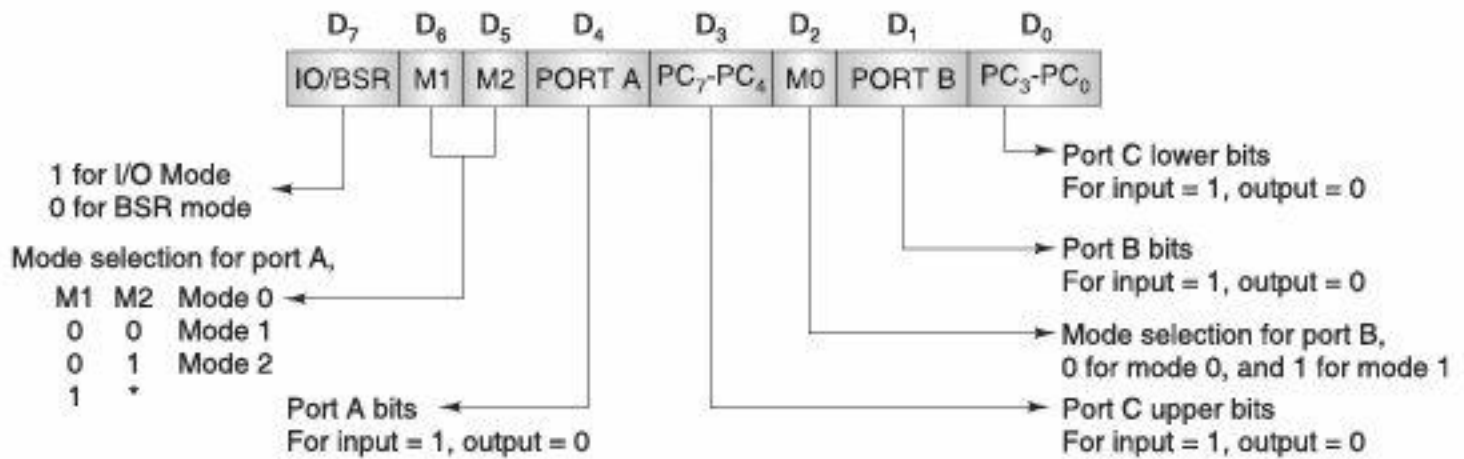 D₇ D₆ D₅ D₄ D₃ D₂ D₁ D₀
IO/BSR M1 M2 PORT A PC₇-PC₄ M0 PORT B PC₃-PC₀
1 for I/O Mode
0 for BSR mode
Mode selection for port A,
M1 M2 Mode 0
0 0 Mode 1
0 1 Mode 2
1 *
Port A bits
For input = 1, output = 0
Port C lower bits
For input = 1, output = 0
Port B bits
For input = 1, output = 0
Mode selection for port B,
0 for mode 0, and 1 for mode 1
Port C upper bits
For input = 1, output = 0